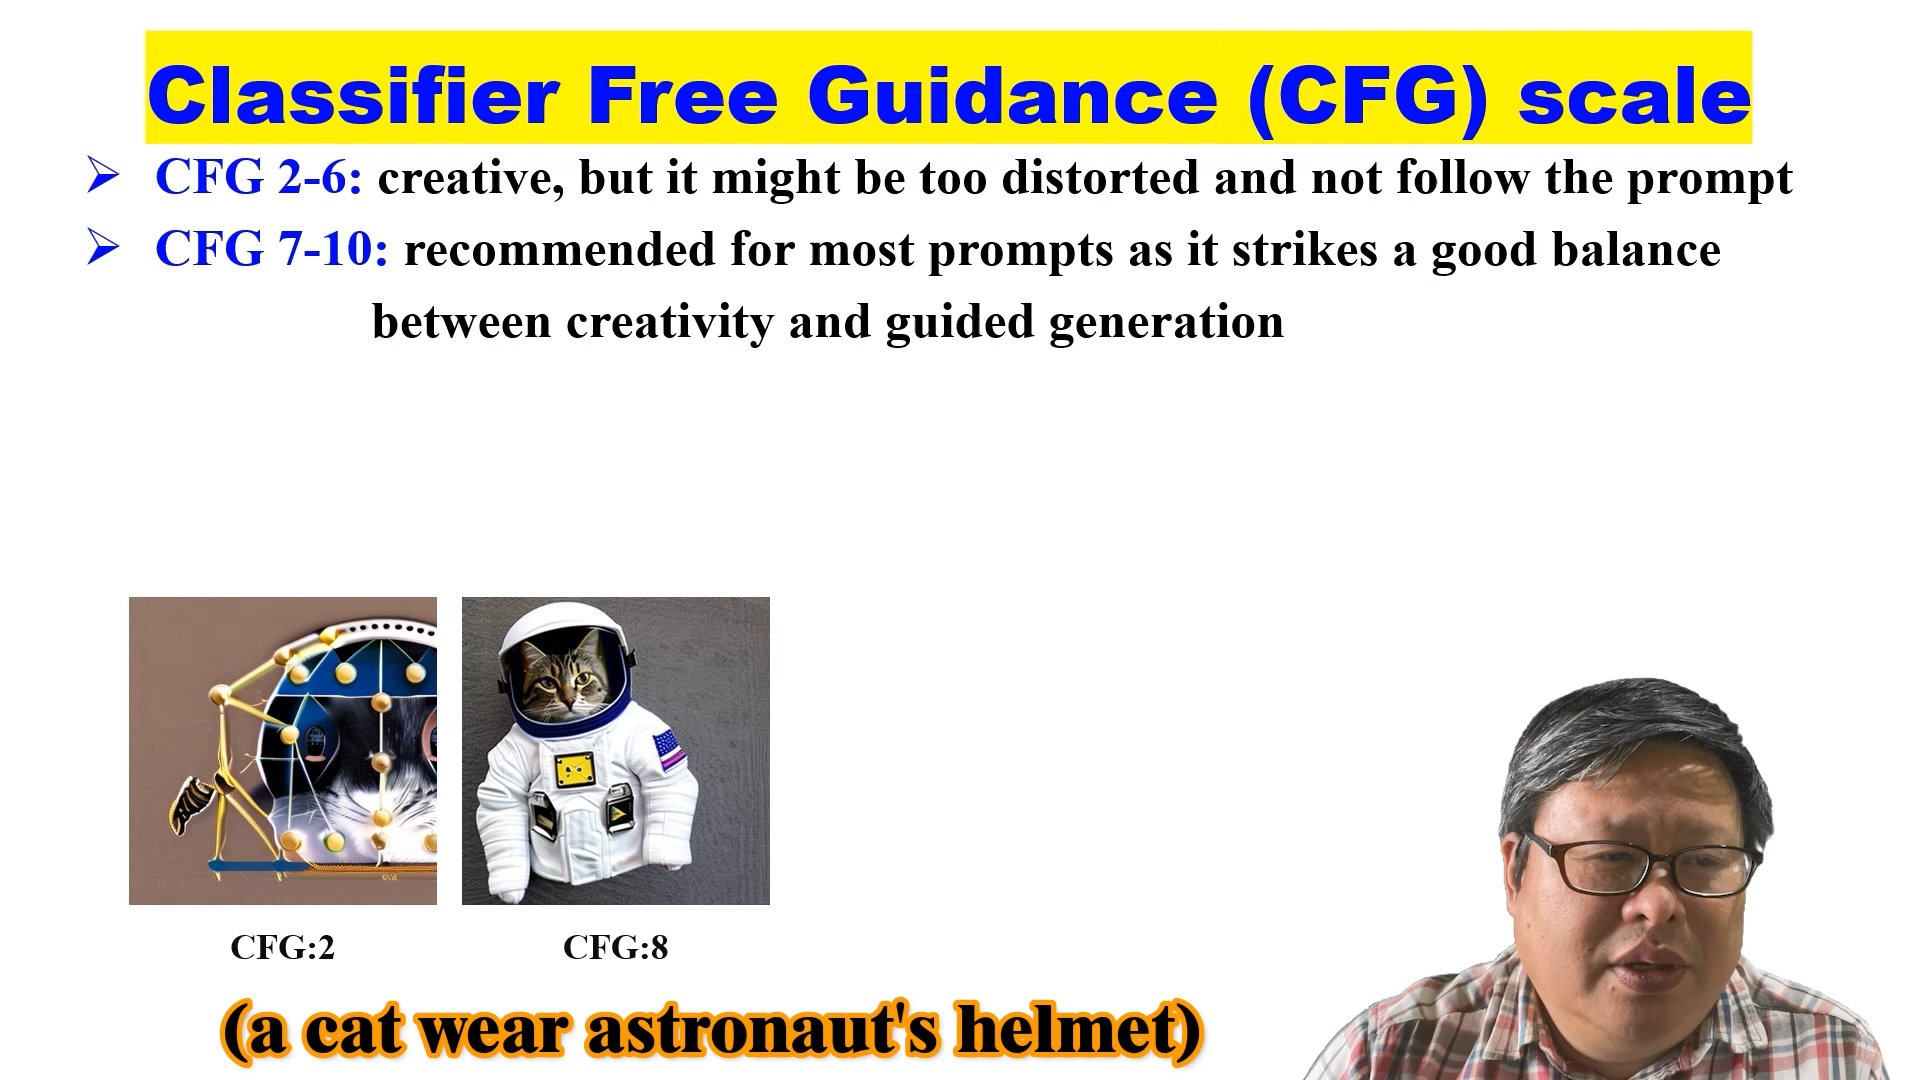 Classifier Free Guidance (CFG) scale
➢ CFG 2-6: creative, but it might be too distorted and not follow the prompt
➢ CFG 7-10: recommended for most prompts as it strikes a good balance
between creativity and guided generation
CFG:2
CFG:8
(a cat wear astronaut's helmet)